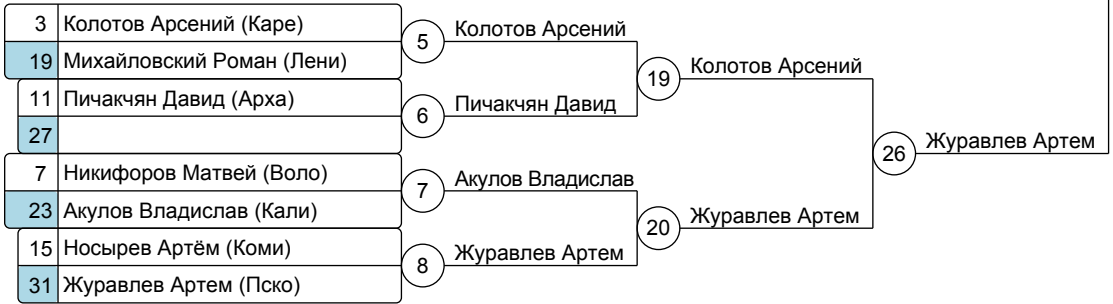 3 Колотов Арсений (Каре)
19 Михайловский Роман (Лени)
11 Пичакчян Давид (Арха)
27
7 Никифоров Матвей (Воло)
23 Акулов Владислав (Кали)
15 Носырев Артём (Коми)
31 Журавлев Артем (Пско)
5 Колотов Арсений
6 Пичакчян Давид
7 Акулов Владислав
8 Журавлев Артем
19 Колотов Арсений
20 Журавлев Артем
26 Журавлев Артем